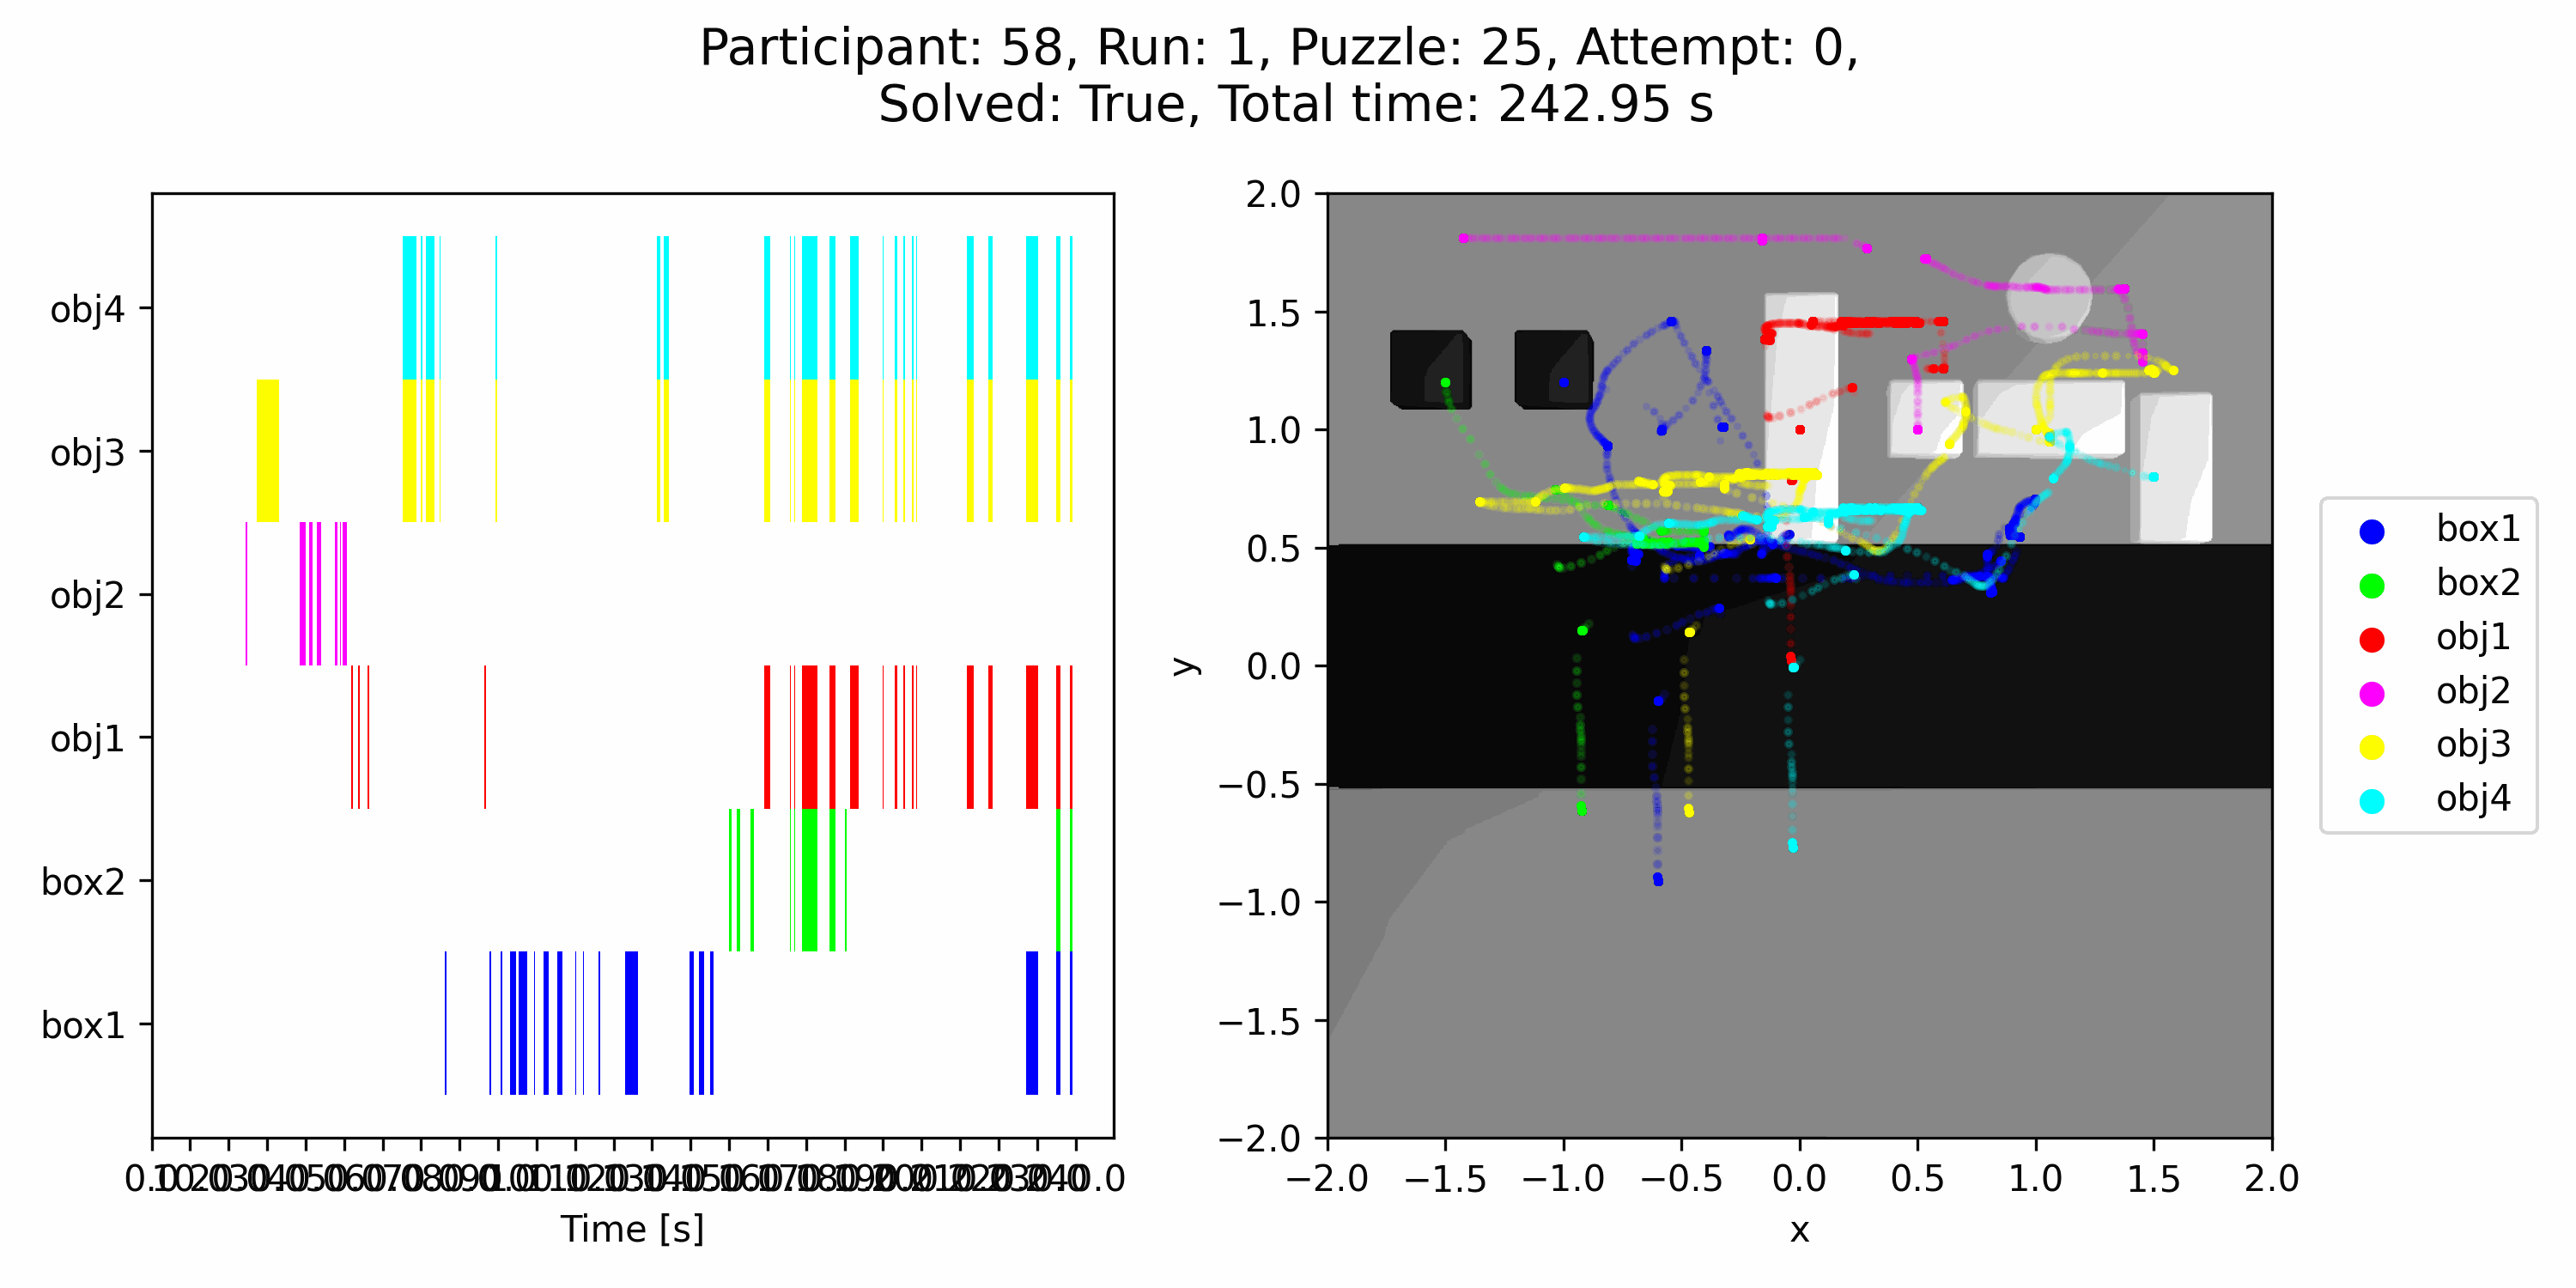 Participant: 58, Run: 1, Puzzle: 25, Attempt: 0,
Solved: True, Total time: 242.95 s
obj4
obj3
obj2
obj1
box2
box1
Time [s]
2.0
1.5
1.0
0.5
0.0
−0.5
−1.0
−1.5
−2.0
y
−2.0 −1.5 −1.0 −0.5 0.0 0.5 1.0 1.5 2.0
x
box1
box2
obj1
obj2
obj3
obj4